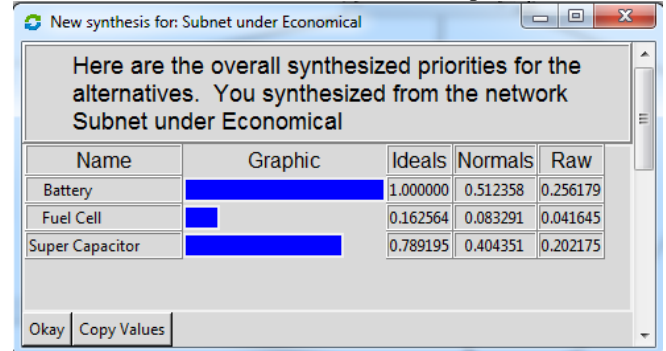 New synthesis for: Subnet under Economical
Here are the overall synthesized priorities for the
alternatives. You synthesized from the network
Subnet under Economical
Name Graphic Ideals Normals Raw
Battery 1.000000 0.512358 0.256179
Fuel Cell 0.162564 0.083291 0.041645
Super Capacitor 0.789195 0.404351 0.202175
Okay Copy Values